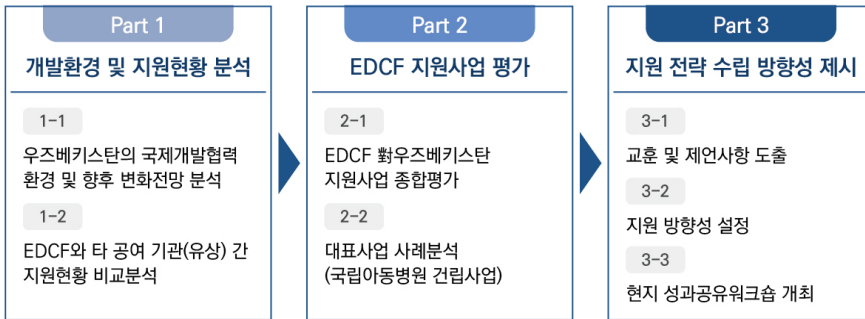 Part 1
개발환경 및 지원현황 분석
1-1
우즈베키스탄의 국제개발협력
환경 및 향후 변화전망 분석
1-2
EDCF와 타 공여 기관(유상) 간
지원현황 비교분석
Part 2
EDCF 지원사업 평가
2-1
EDCF 對우즈베키스탄
지원사업 종합평가
2-2
대표사업 사례분석
(국립아동병원 건립사업)
Part 3
지원 전략 수립 방향성 제시
3-1
교훈 및 제언사항 도출
3-2
지원 방향성 설정
3-3
현지 성과공유워크숍 개최